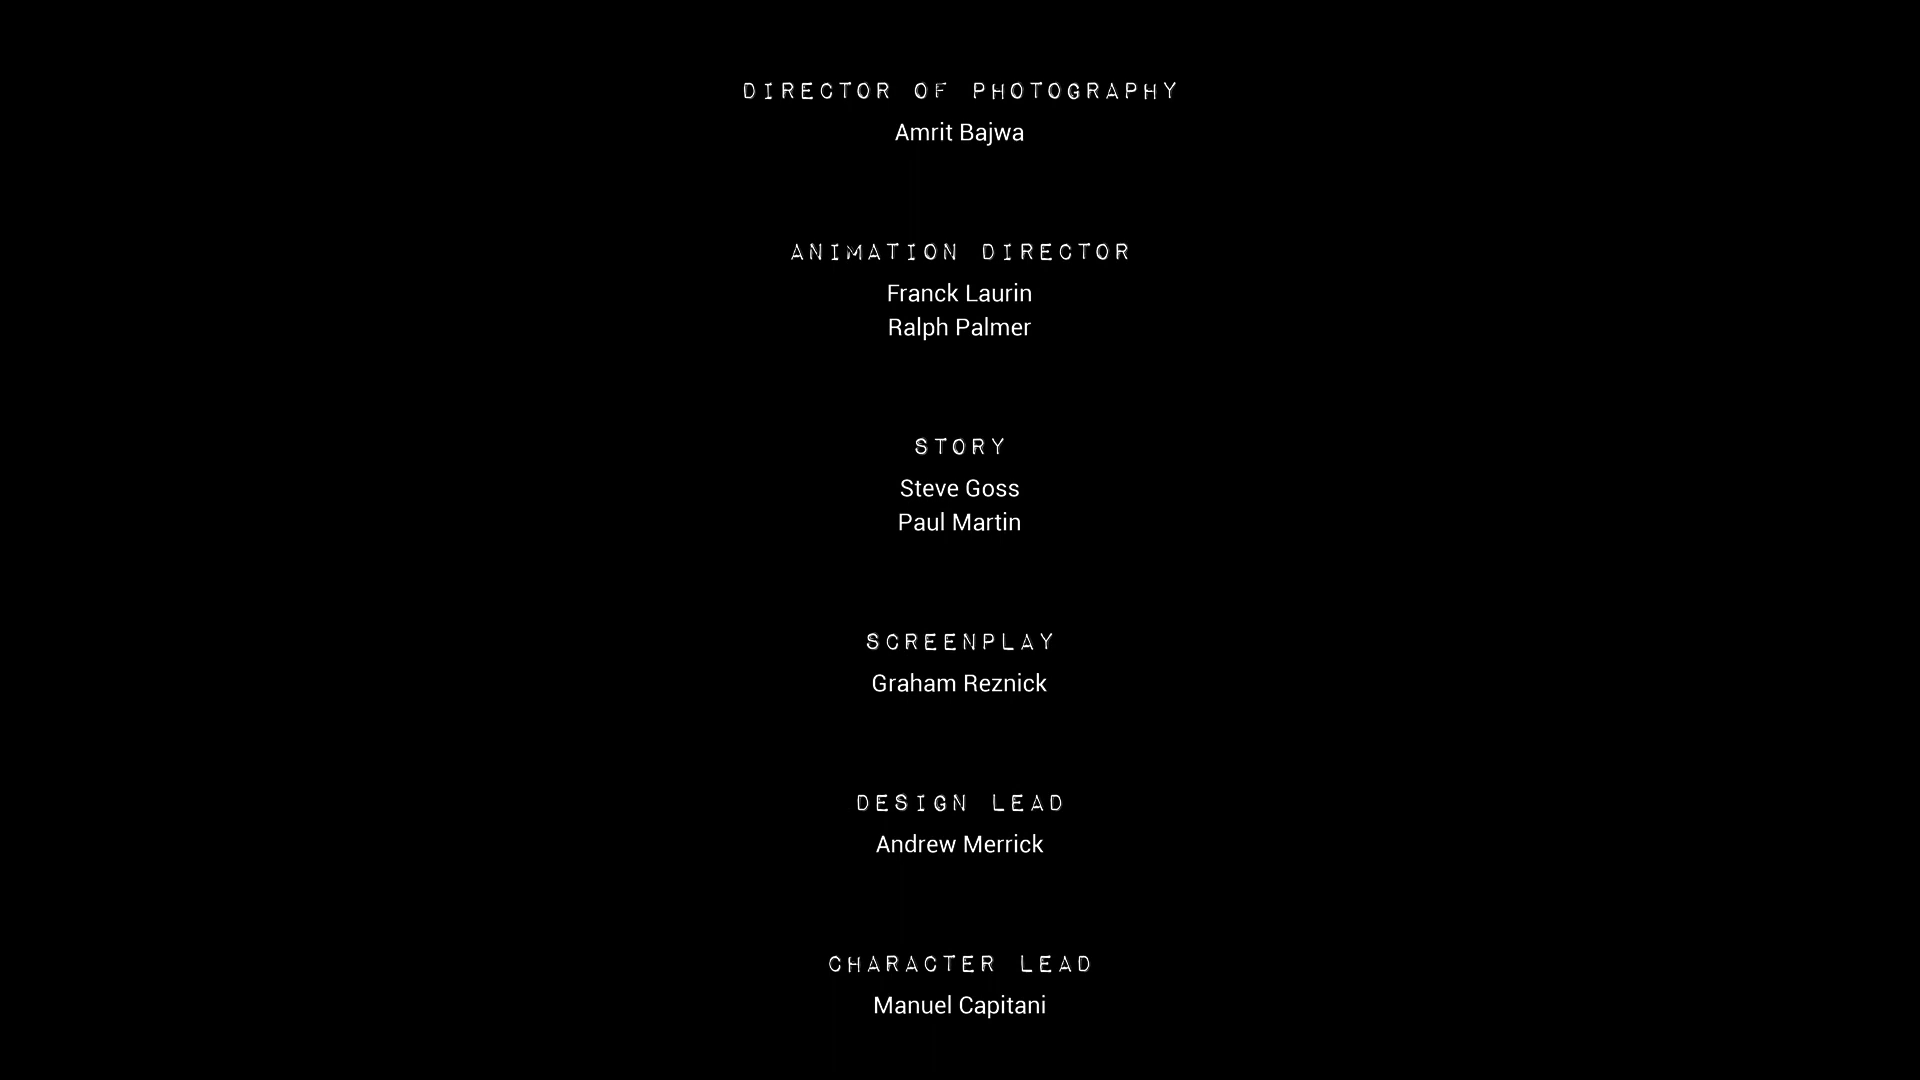 DIRECTOR OF PHOTOGRAPHY
Amrit Bajwa
ANIMATION DIRECTOR
Franck Laurin
Ralph Palmer
STORY
Steve Goss
Paul Martin
SCREENPLAY
Graham Reznick
DESIGN LEAD
Andrew Merrick
CHARACTER LEAD
Manuel Capitani